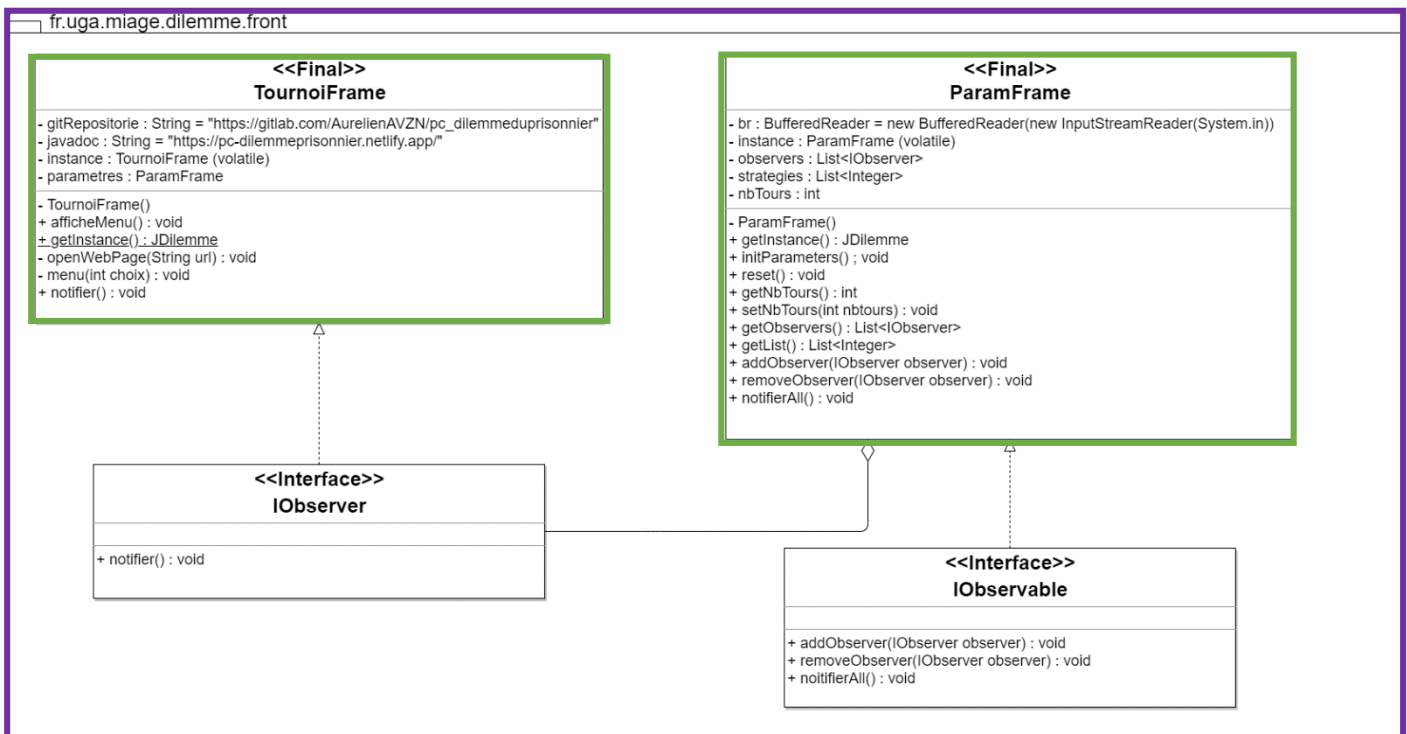 fr.uga.miage.dilemme.front
<<Final>>
TournoiFrame
- gitRepositorie : String = "https://gitlab.com/AurelienAVZN/pc_dilemmeduprisonnier"
- javadoc : String = "https://pc-dilemmeprisonnier.netlify.app/"
- instance : TournoiFrame (volatile)
- parametres : ParamFrame
- TournoiFrame()
+ afficheMenu() : void
+ getInstance() : JDilemme
- openWebPage(String url) : void
- menu(int choix) : void
+ notifier() : void
<<Final>>
ParamFrame
- br : BufferedReader = new BufferedReader(new InputStreamReader(System.in))
- instance : ParamFrame (volatile)
- observers : List<IObserver>
- strategies : List<Integer>
- nbTours : int
- ParamFrame()
+ getInstance() : JDilemme
+ initParameters() ; void
+ reset() : void
+ getNbTours() : int
+ setNbTours(int nbtours) : void
+ getObservers() : List<IObserver>
+ getList() : List<Integer>
+ addObserver(IObserver observer) : void
+ removeObserver(IObserver observer) : void
+ notifierAll() : void
<<Interface>>
IObserver
+ notifier() : void
<<Interface>>
IObservable
+ addObserver(IObserver observer) : void
+ removeObserver(IObserver observer) : void
+ noitifierAll() : void